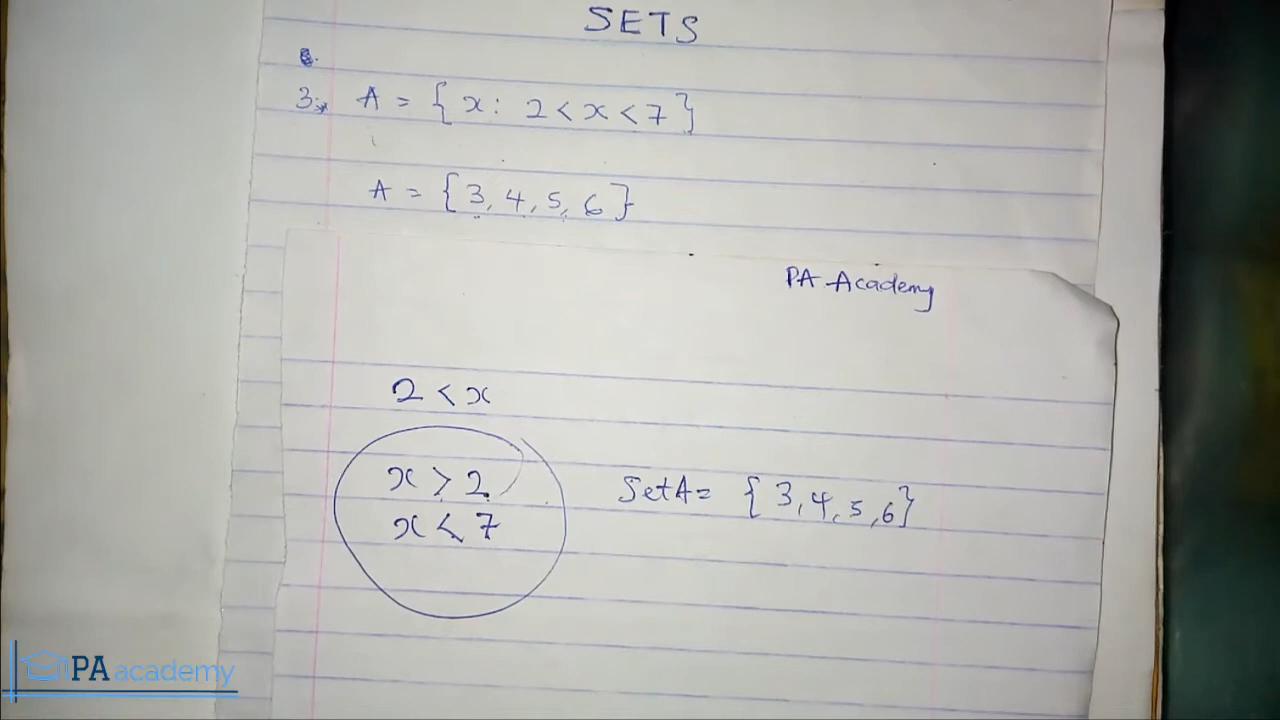 SETS
3. A = { x: 2 < x < 7 }
A = { 3, 4, 5, 6 }
PA Academy
2 < x
x > 2
x < 7
Set A = { 3, 4, 5, 6 }
PA academy